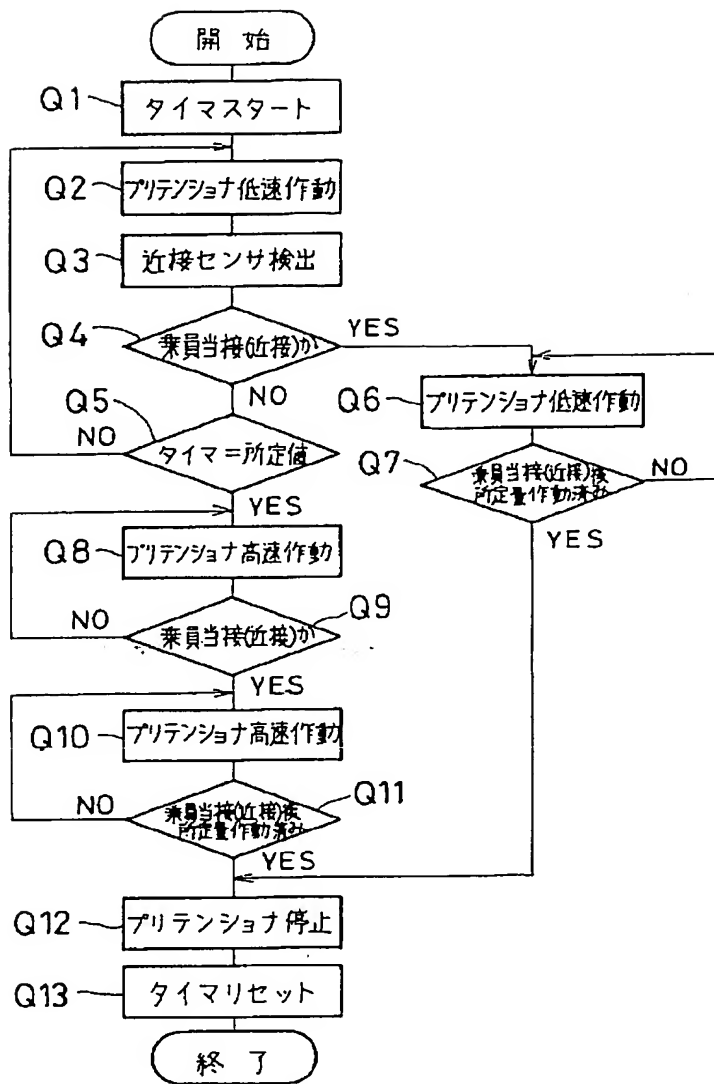 開始
Q1
タイマスタート
Q2
プリテンショナ低速作動
Q3
近接センサ検出
Q4
乗員当接(近接)か
YES
NO
Q5
タイマ=所定値
NO
YES
Q6
プリテンショナ低速作動
Q7
乗員当接(近接)後
所定量作動済み
NO
YES
Q8
プリテンショナ高速作動
Q9
乗員当接(近接)か
NO
YES
Q10
プリテンショナ高速作動
Q11
乗員当接(近接)後
所定量作動済み
NO
YES
Q12
プリテンショナ停止
Q13
タイマリセット
終了